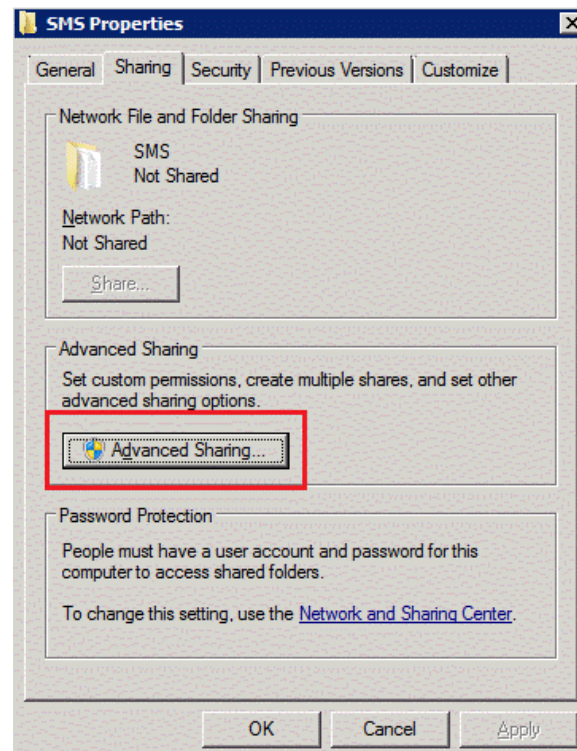 SMS Properties
General Sharing Security Previous Versions Customize
Network File and Folder Sharing
SMS
Not Shared
Network Path:
Not Shared
Share...
Advanced Sharing
Set custom permissions, create multiple shares, and set other
advanced sharing options.
Advanced Sharing...
Password Protection
People must have a user account and password for this
computer to access shared folders.
To change this setting, use the Network and Sharing Center.
OK Cancel Apply